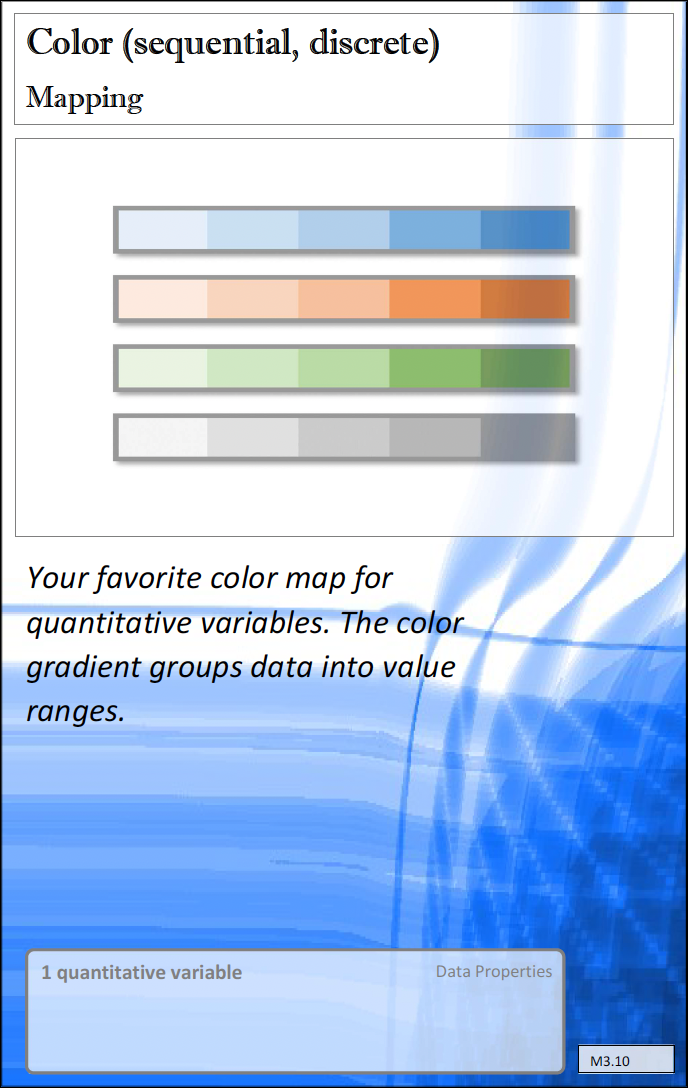 Color (sequential, discrete)
Mapping
Your favorite color map for
quantitative variables. The color
gradient groups data into value
ranges.
1 quantitative variable
Data Properties
M3.10